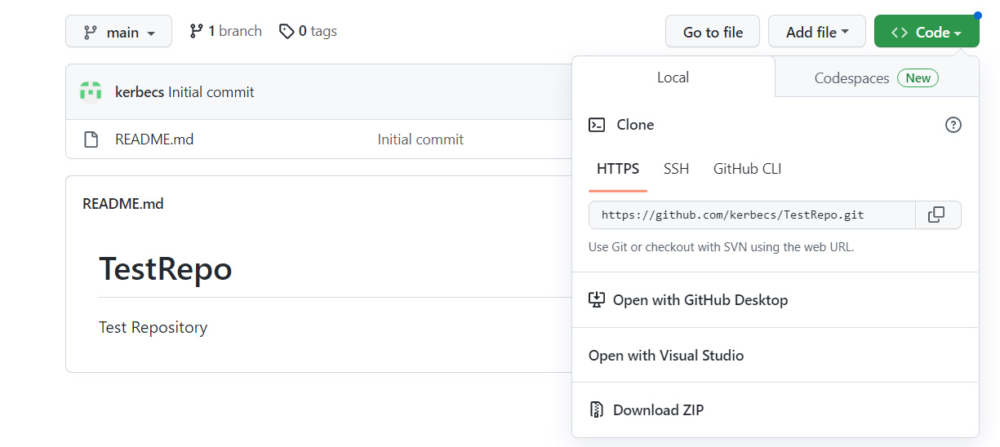 main
1 branch
0 tags
Go to file
Add file
Code
kerbecs Initial commit
README.md
Initial commit
README.md
TestRepo
Test Repository
Local
Codespaces New
Clone
HTTPS SSH GitHub CLI
https://github.com/kerbecs/TestRepo.git
Use Git or checkout with SVN using the web URL.
Open with GitHub Desktop
Open with Visual Studio
Download ZIP